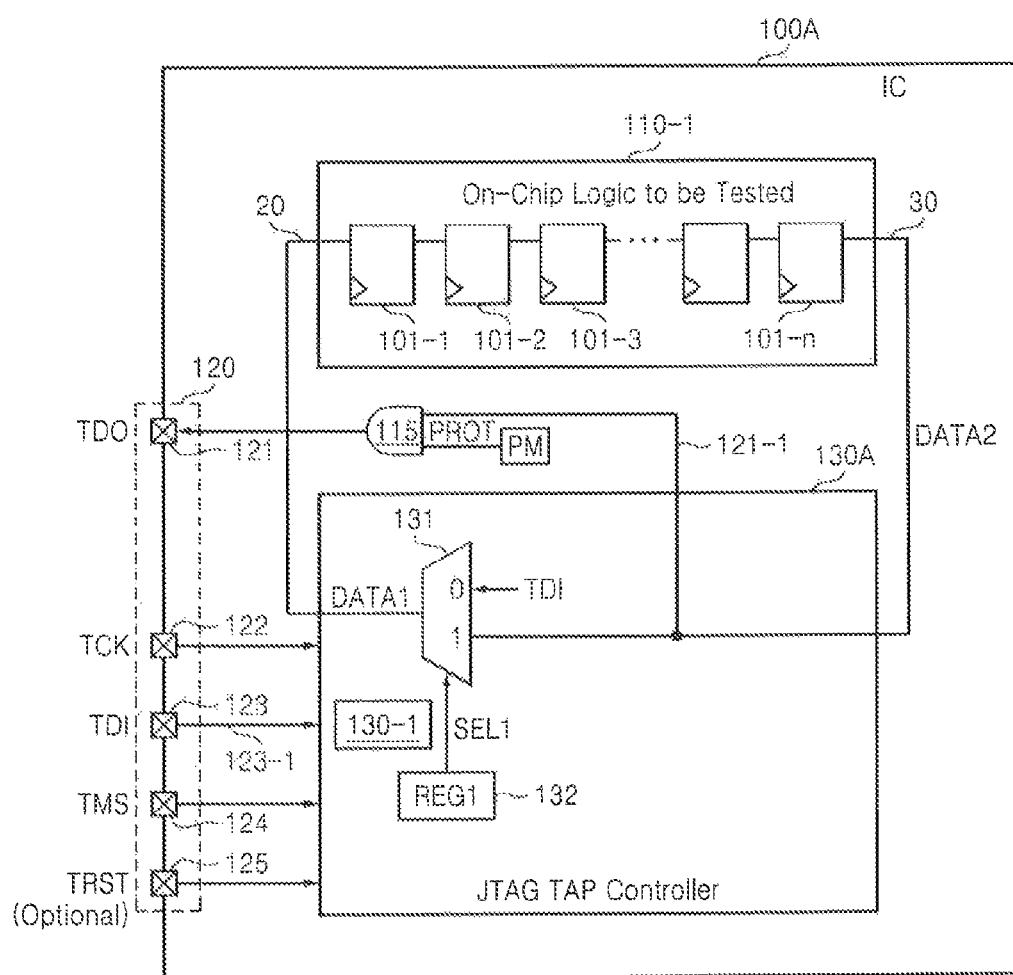 100A
IC
110-1
On-Chip Logic to be Tested
20
30
101-1
101-2
101-3
101-n
120
TDO
121
115
PROT
PM
121-1
DATA2
130A
131
0
TDI
DATA1
1
TCK
122
TDI
123
123-1
130-1
SEL1
TMS
124
REG1
132
TRST
(Optional)
125
JTAG TAP Controller